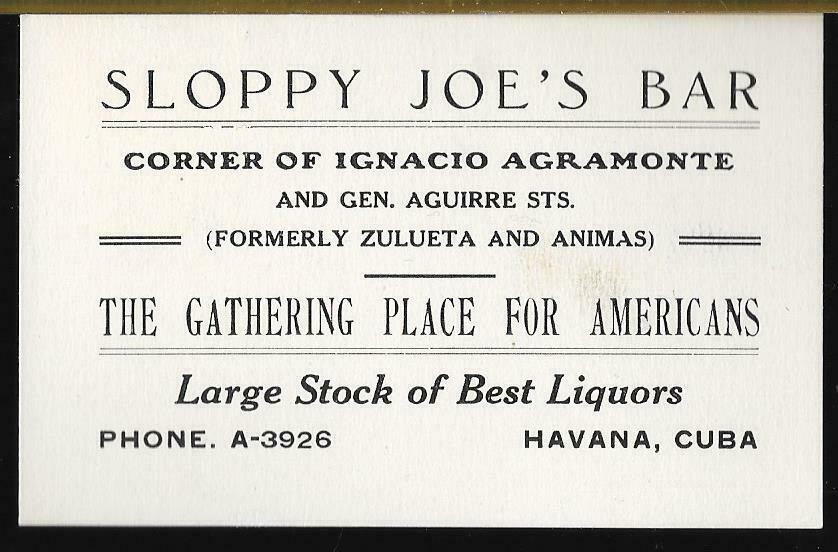 SLOPPY JOE'S BAR
CORNER OF IGNACIO AGRAMONTE
AND GEN. AGUIRRE STS.
(FORMERLY ZULUETA AND ANIMAS)
THE GATHERING PLACE FOR AMERICANS
Large Stock of Best Liquors
PHONE. A-3926 HAVANA, CUBA